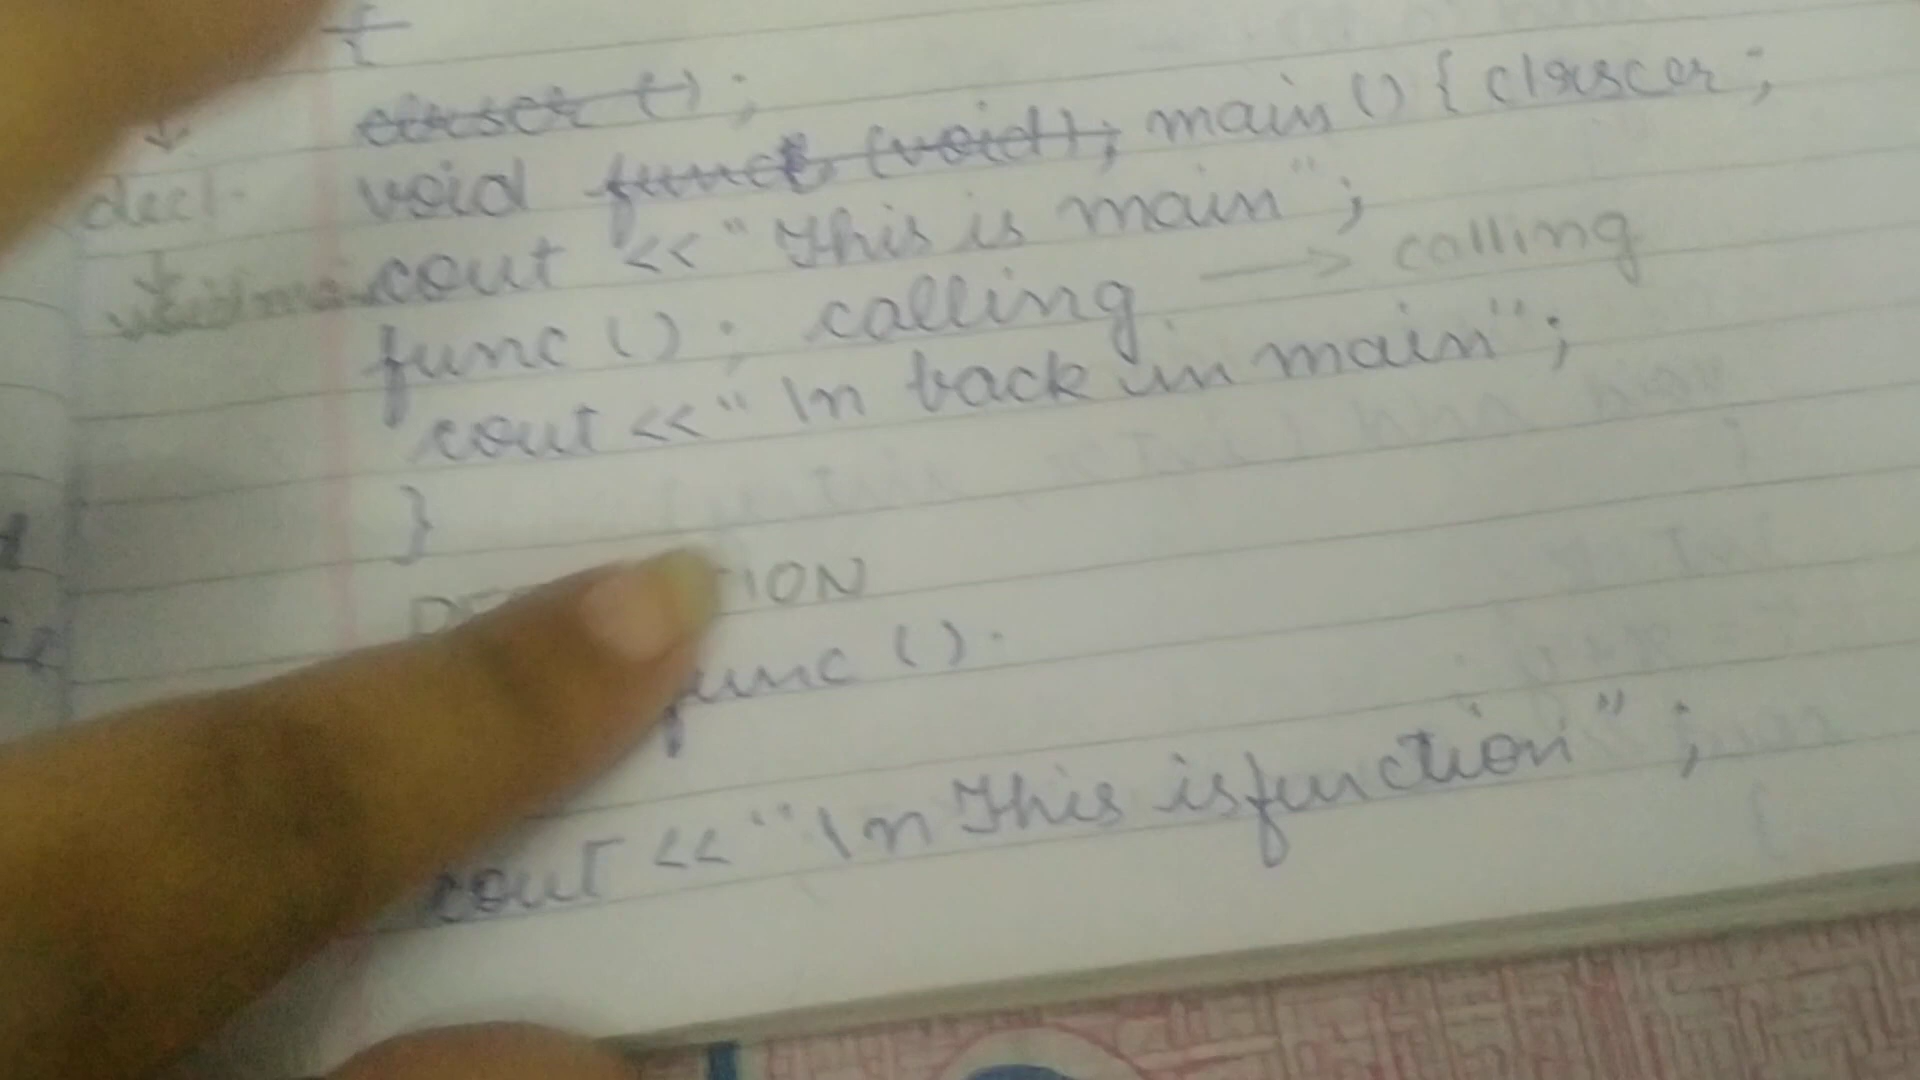 {
clrscr ();
void func (void); main () { clrscr;
decl.
cout << "This is main";
func (); calling → calling
cout << "\n back in main";
}
func ().
cout << "\n This is function";